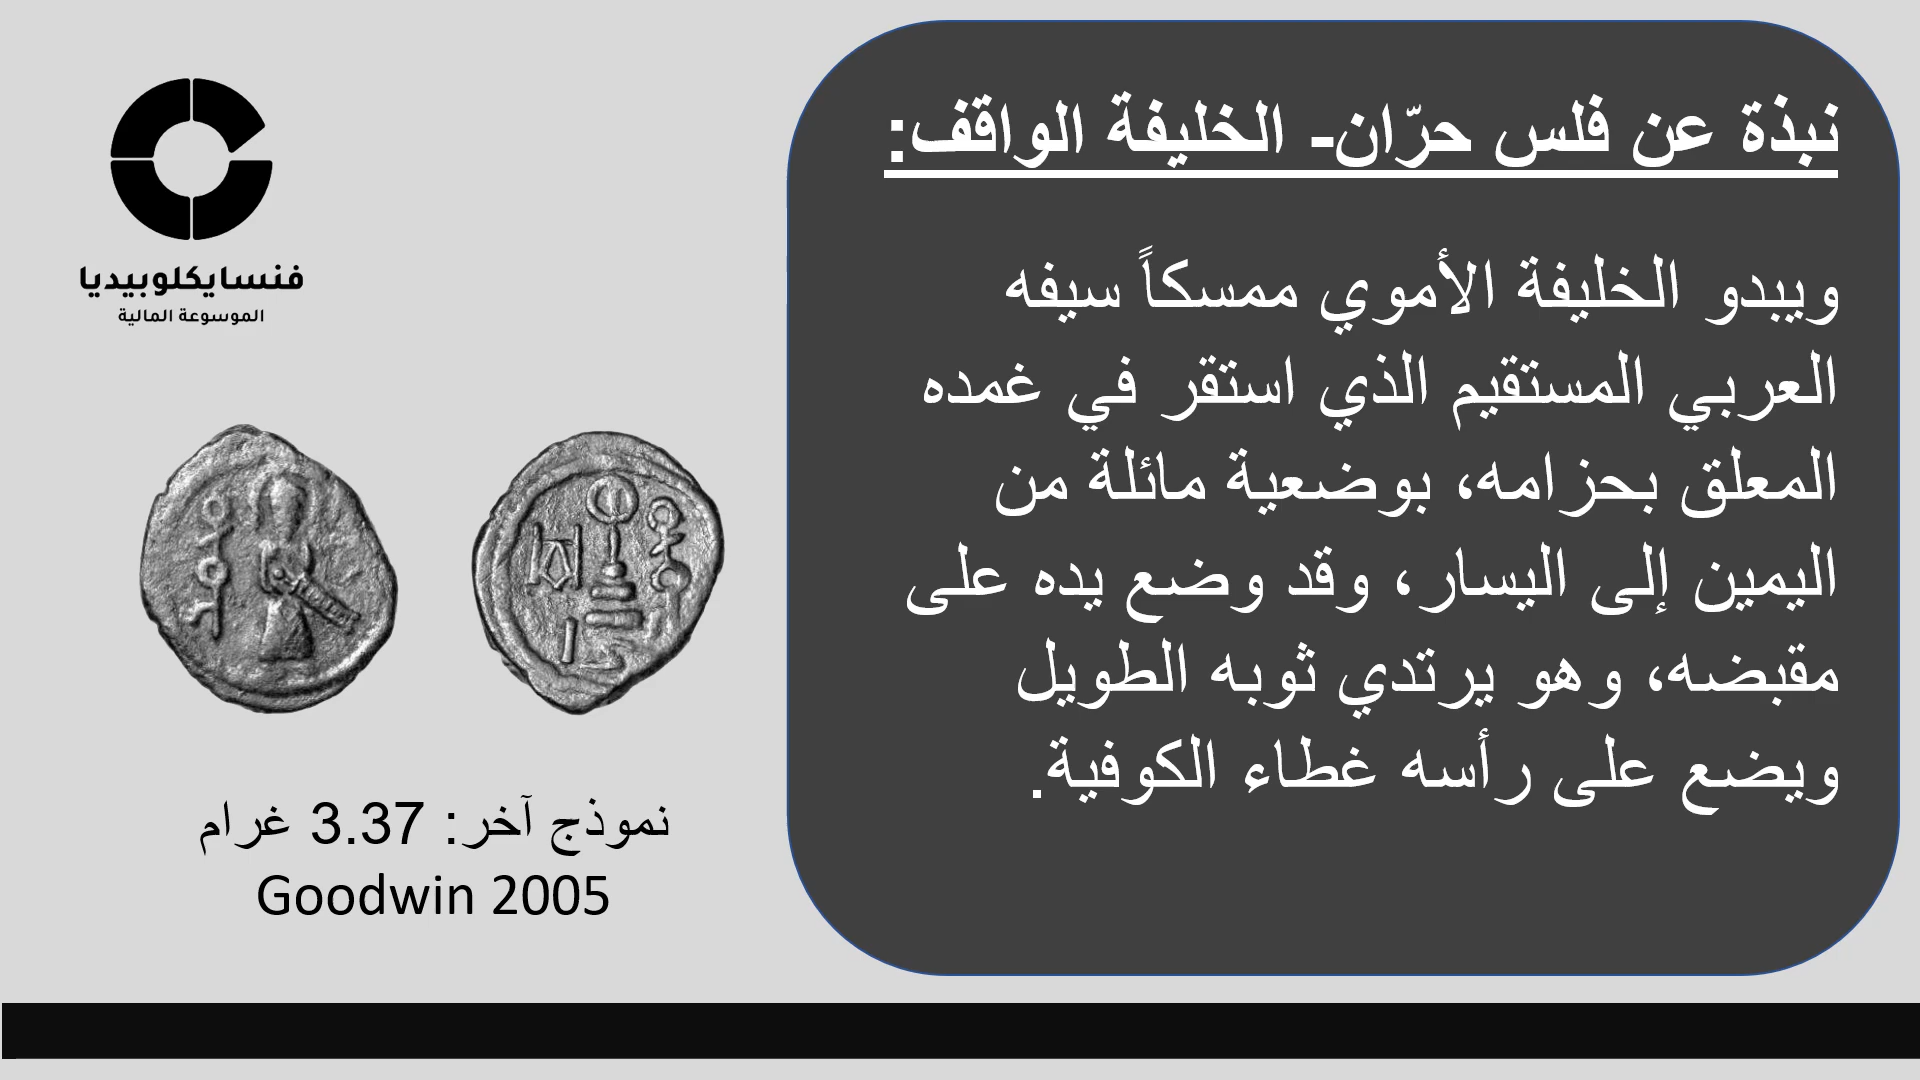 نبذة عن فلس حرّان- الخليفة الواقف:
ويبدو الخليفة الأموي ممسكاً سيفه
العربي المستقيم الذي استقر في غمده
المعلق بحزامه، بوضعية مائلة من
اليمين إلى اليسار، وقد وضع يده على
مقبضه، وهو يرتدي ثوبه الطويل
ويضع على رأسه غطاء الكوفية.
فنسايكلوبيديا
الموسوعة المالية
نموذج آخر: 3.37 غرام
Goodwin 2005